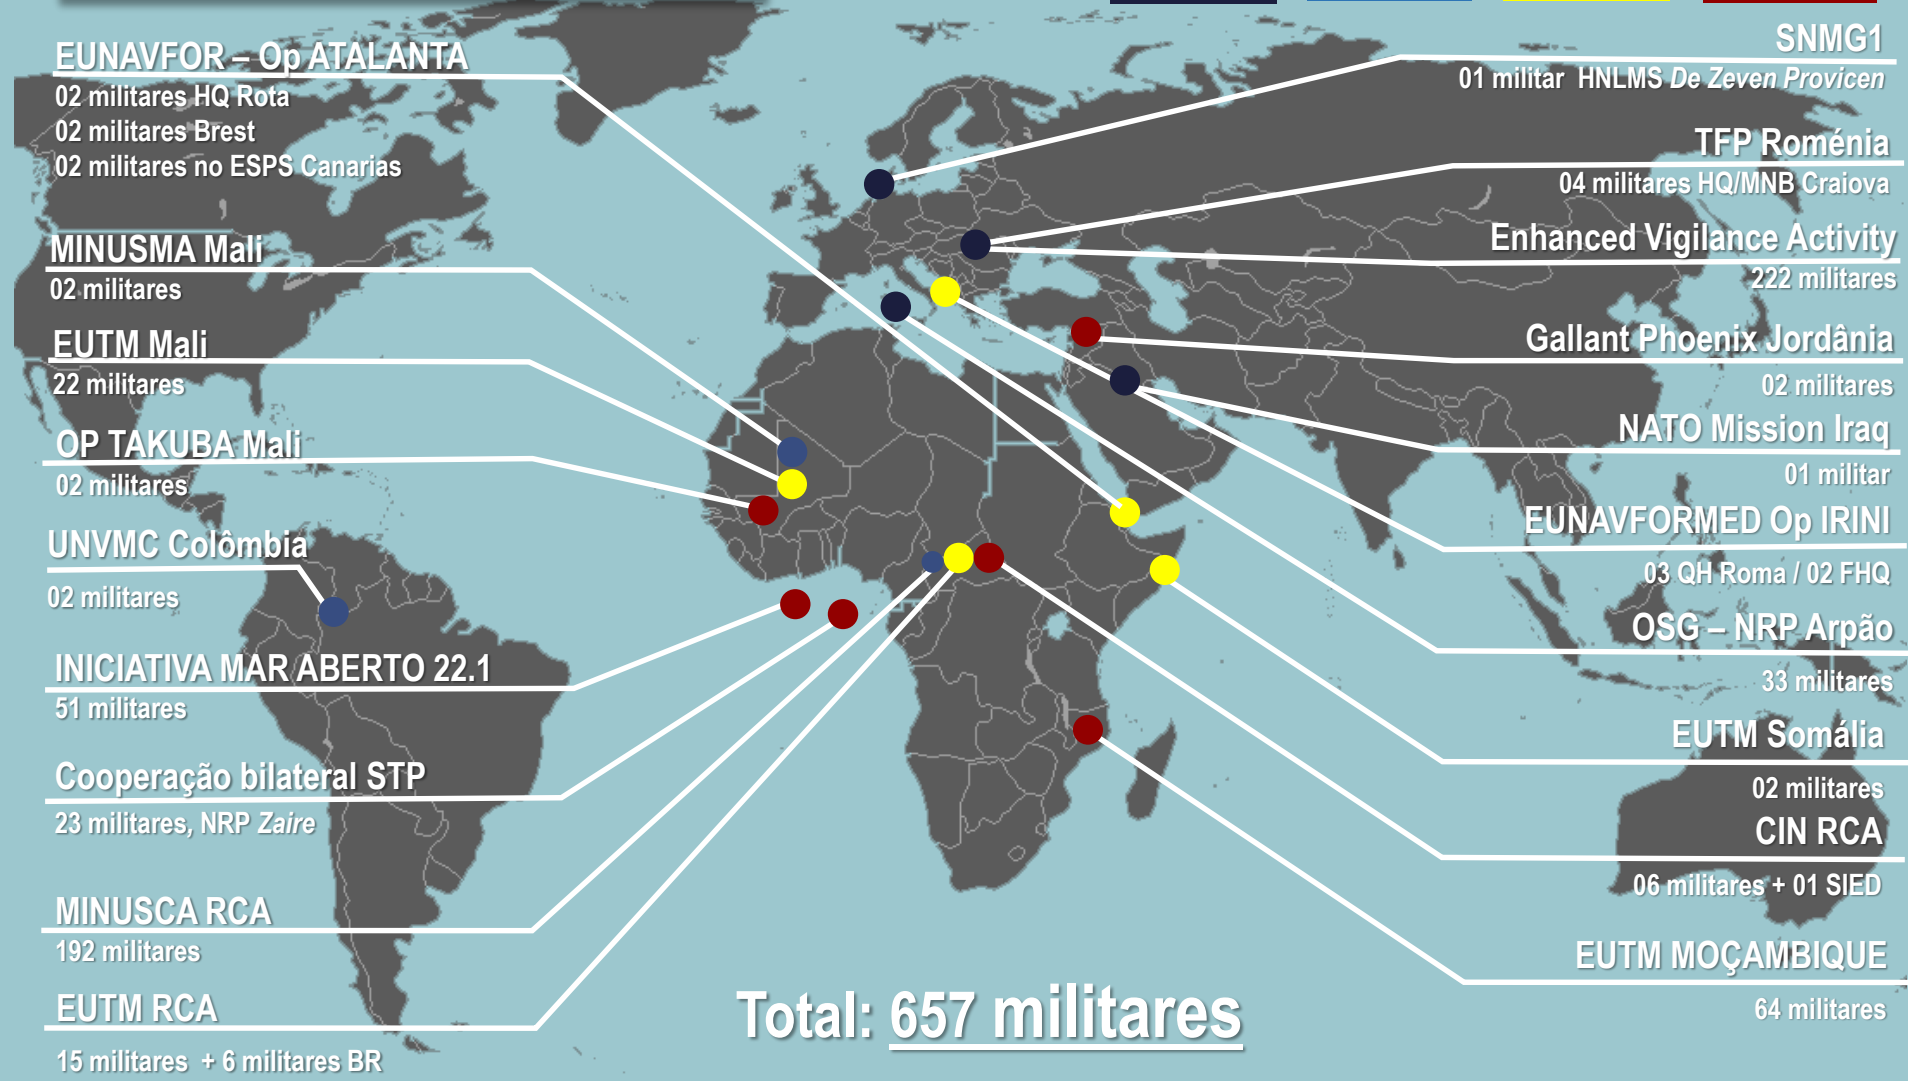 EUNAVFOR – Op ATALANTA
02 militares HQ Rota
02 militares Brest
02 militares no ESPS Canarias
MINUSMA Mali
02 militares
EUTM Mali
22 militares
OP TAKUBA Mali
02 militares
UNVMC Colômbia
02 militares
INICIATIVA MAR ABERTO 22.1
51 militares
Cooperação bilateral STP
23 militares, NRP Zaire
MINUSCA RCA
192 militares
EUTM RCA
15 militares + 6 militares BR
SNMG1
01 militar HNLMS De Zeven Provicen
TFP Roménia
04 militares HQ/MNB Craiova
Enhanced Vigilance Activity
222 militares
Gallant Phoenix Jordânia
02 militares
NATO Mission Iraq
01 militar
EUNAVFORMED Op IRINI
03 QH Roma / 02 FHQ
OSG – NRP Arpão
33 militares
EUTM Somália
02 militares
CIN RCA
06 militares + 01 SIED
EUTM MOÇAMBIQUE
64 militares
Total: 657 militares